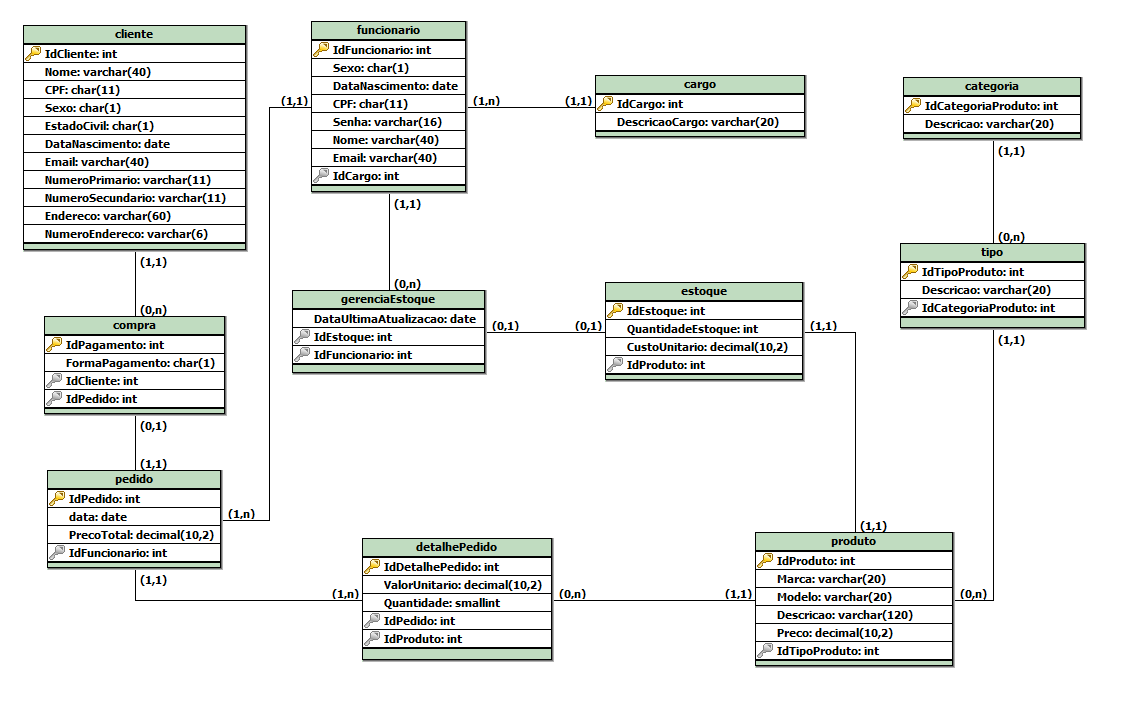 cliente
IdCliente: int
Nome: varchar(40)
CPF: char(11)
Sexo: char(1)
EstadoCivil: char(1)
DataNascimento: date
Email: varchar(40)
NumeroPrimario: varchar(11)
NumeroSecundario: varchar(11)
Endereco: varchar(60)
NumeroEndereco: varchar(6)
(1,1)
(0,n)
compra
IdPagamento: int
FormaPagamento: char(1)
IdCliente: int
IdPedido: int
(0,1)
(1,1)
pedido
IdPedido: int
data: date
PrecoTotal: decimal(10,2)
IdFuncionario: int
(1,n)
(1,1)
(1,1)
funcionario
IdFuncionario: int
Sexo: char(1)
DataNascimento: date
CPF: char(11)
Senha: varchar(16)
Nome: varchar(40)
Email: varchar(40)
IdCargo: int
(1,n)
(1,1)
cargo
IdCargo: int
DescricaoCargo: varchar(20)
(1,1)
(0,n)
gerenciaEstoque
DataUltimaAtualizacao: date
IdEstoque: int
IdFuncionario: int
(0,1)
(0,1)
estoque
IdEstoque: int
QuantidadeEstoque: int
CustoUnitario: decimal(10,2)
IdProduto: int
(1,1)
(1,1)
categoria
IdCategoriaProduto: int
Descricao: varchar(20)
(1,1)
(0,n)
tipo
IdTipoProduto: int
Descricao: varchar(20)
IdCategoriaProduto: int
(1,1)
(0,n)
(1,n)
detalhePedido
IdDetalhePedido: int
ValorUnitario: decimal(10,2)
Quantidade: smallint
IdPedido: int
IdProduto: int
(0,n)
(1,1)
produto
IdProduto: int
Marca: varchar(20)
Modelo: varchar(20)
Descricao: varchar(120)
Preco: decimal(10,2)
IdTipoProduto: int